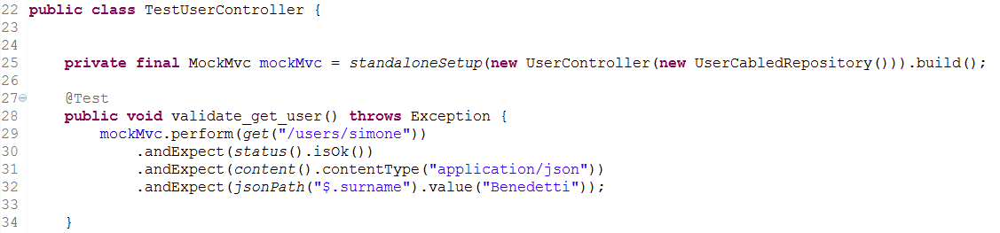 22 public class TestUserController {
23
24
25     private final MockMvc mockMvc = standaloneSetup(new UserController(new UserCabledRepository())).build();
26
27     @Test
28     public void validate_get_user() throws Exception {
29         mockMvc.perform(get("/users/simone"))
30             .andExpect(status().isOk())
31             .andExpect(content().contentType("application/json"))
32             .andExpect(jsonPath("$.surname").value("Benedetti"));
33
34     }